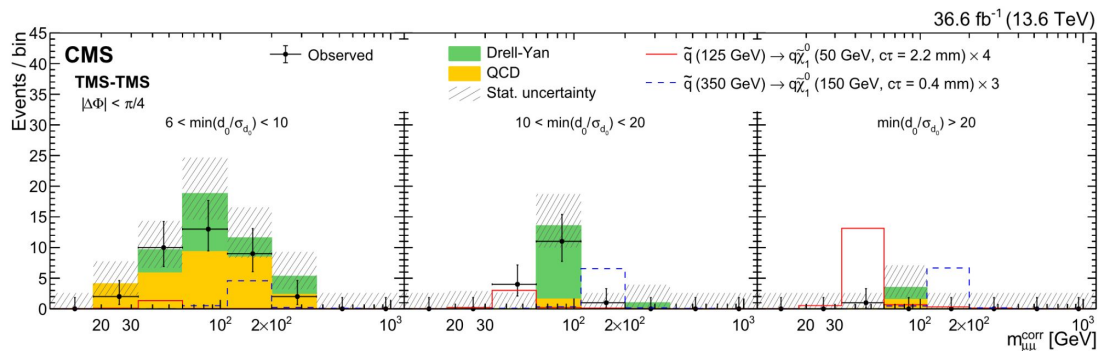 36.6 fb⁻¹ (13.6 TeV)
Events / bin
45
40
35
30
25
20
15
10
5
0
CMS
TMS-TMS
|ΔΦ| < π/4
Observed
Drell-Yan
QCD
Stat. uncertainty
q̃ (125 GeV) → qχ̃₁⁰ (50 GeV, cτ = 2.2 mm) × 4
q̃ (350 GeV) → qχ̃₁⁰ (150 GeV, cτ = 0.4 mm) × 3
6 < min(d₀/σ_d₀) < 10
10 < min(d₀/σ_d₀) < 20
min(d₀/σ_d₀) > 20
20 30 10² 2×10² 10³ 20 30 10² 2×10² 10³ 20 30 10² 2×10² 10³
m_μμ^corr [GeV]